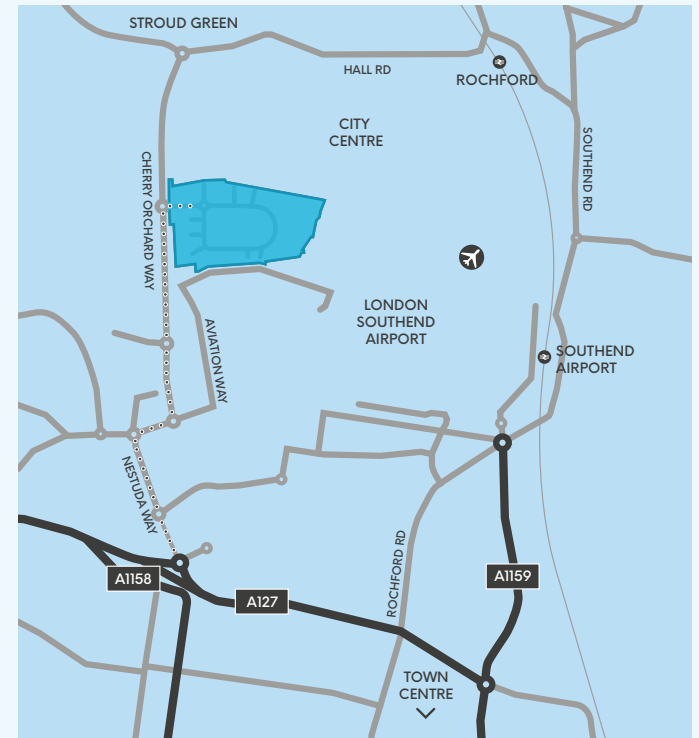 STROUD GREEN
HALL RD
ROCHFORD
CITY
CENTRE
SOUTHEND RD
CHERRY ORCHARD WAY
LONDON
SOUTHEND
AIRPORT
AVIATION WAY
SOUTHEND
AIRPORT
NESTUDA WAY
ROCHFORD RD
A1158
A127
A1159
TOWN
CENTRE